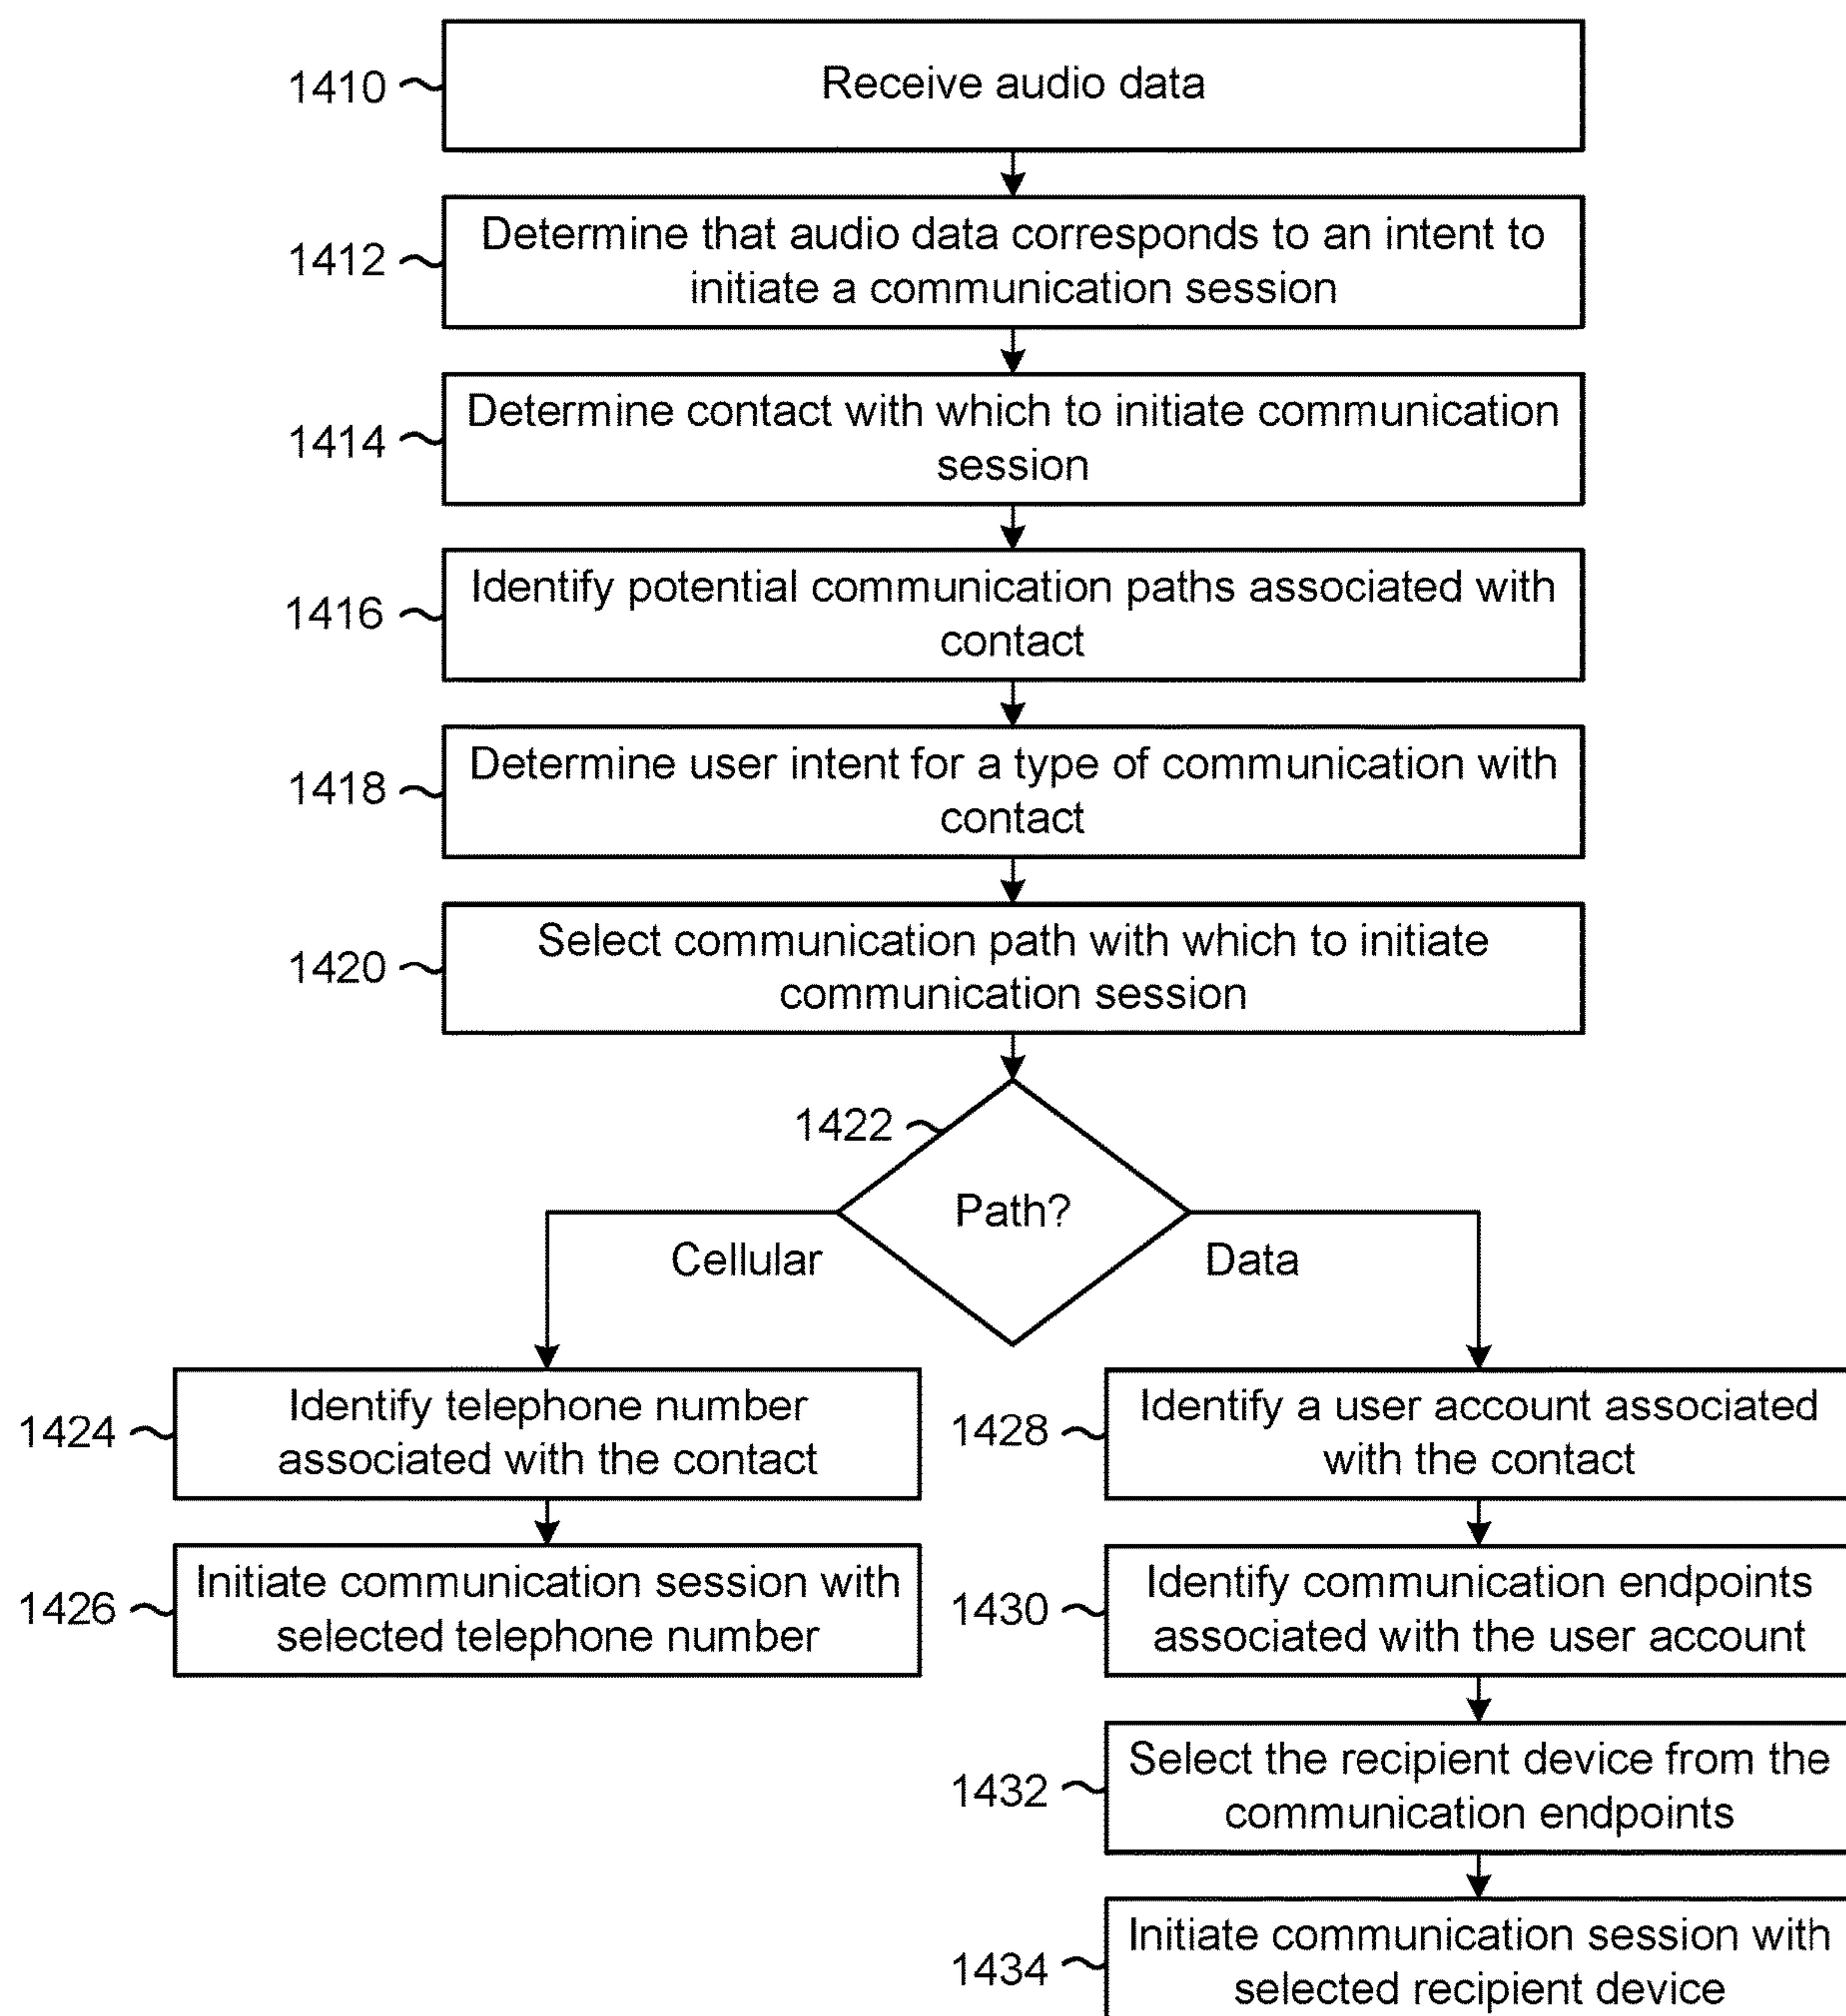 1410
Receive audio data
1412
Determine that audio data corresponds to an intent to
initiate a communication session
1414
Determine contact with which to initiate communication
session
1416
Identify potential communication paths associated with
contact
1418
Determine user intent for a type of communication with
contact
1420
Select communication path with which to initiate
communication session
1422
Path?
Cellular
Data
1424
Identify telephone number
associated with the contact
1426
Initiate communication session with
selected telephone number
1428
Identify a user account associated
with the contact
1430
Identify communication endpoints
associated with the user account
1432
Select the recipient device from the
communication endpoints
1434
Initiate communication session with
selected recipient device